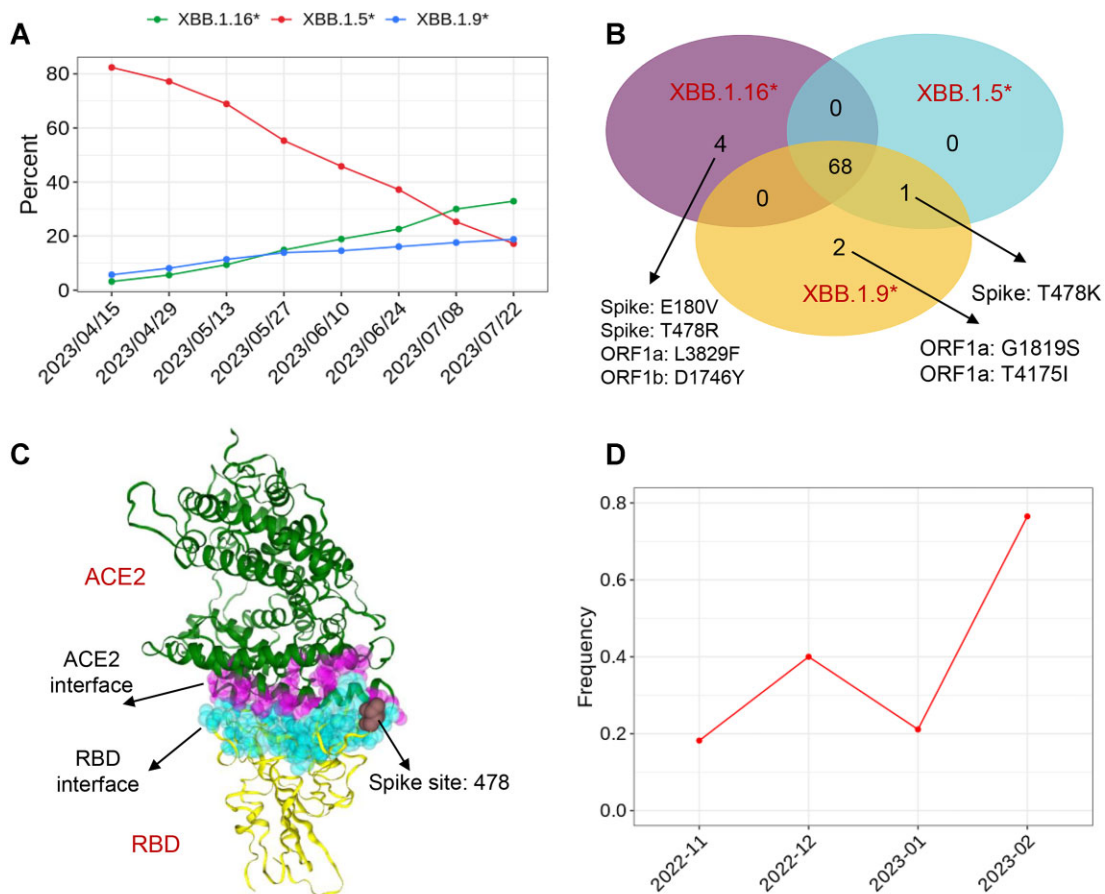 XBB.1.16* XBB.1.5* XBB.1.9*
A
Percent
80
60
40
20
0
2023/04/15
2023/04/29
2023/05/13
2023/05/27
2023/06/10
2023/06/24
2023/07/08
2023/07/22
B
XBB.1.16*
XBB.1.5*
0
4
0
68
0
1
2
XBB.1.9*
Spike: T478K
Spike: E180V
Spike: T478R
ORF1a: L3829F
ORF1b: D1746Y
ORF1a: G1819S
ORF1a: T4175I
C
ACE2
ACE2
interface
RBD
interface
Spike site: 478
RBD
D
Frequency
0.8
0.6
0.4
0.2
0.0
2022-11
2022-12
2023-01
2023-02